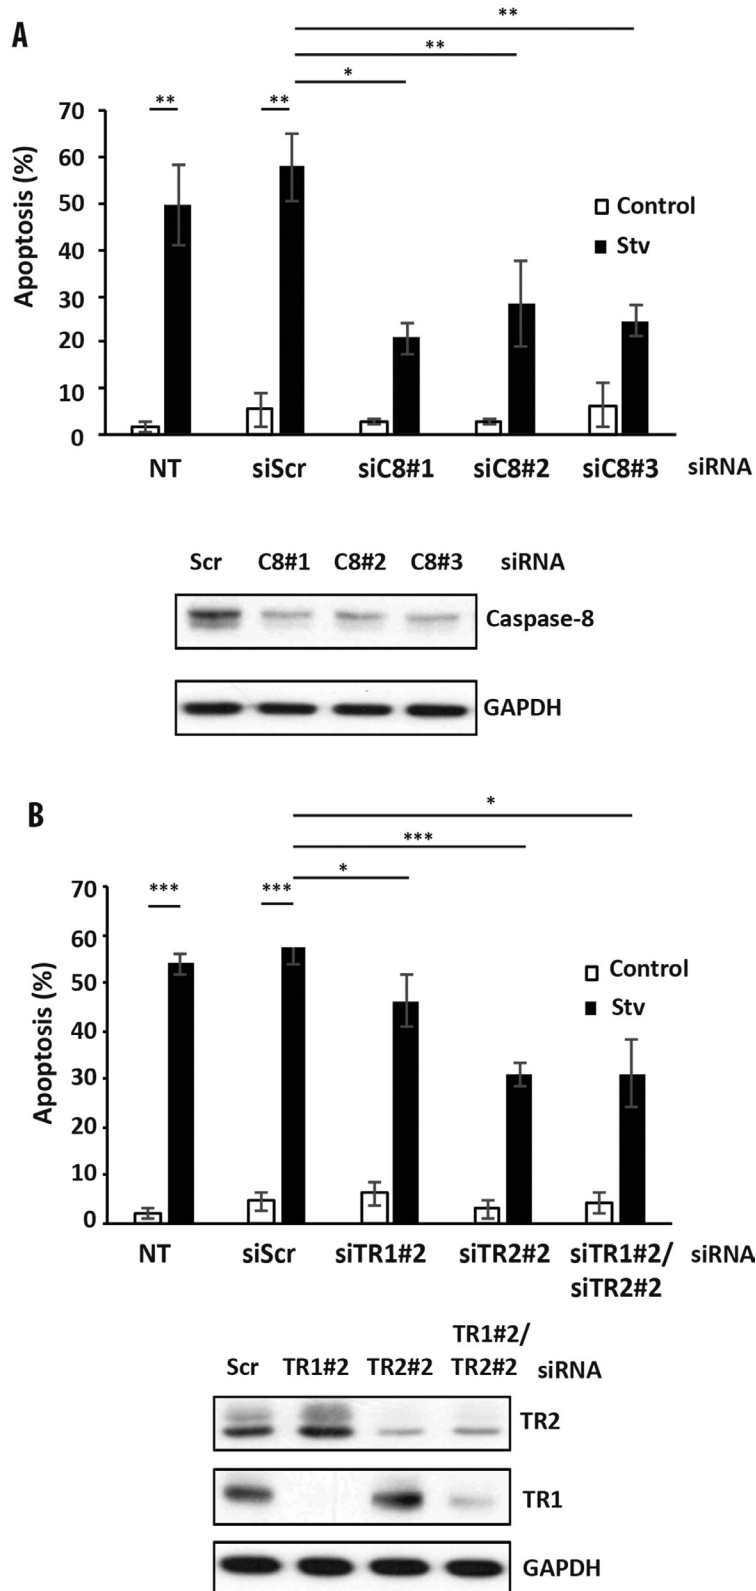 A
**
**
*
** **
70
60
50
40
30
20
10
0
Apoptosis (%)
Control
Stv
NT siScr siC8#1 siC8#2 siC8#3 siRNA
Scr C8#1 C8#2 C8#3 siRNA
Caspase-8
GAPDH
B
*
***
*
*** ***
70
60
50
40
30
20
10
0
Apoptosis (%)
Control
Stv
NT siScr siTR1#2 siTR2#2 siTR1#2/ siRNA
siTR2#2
TR1#2/
Scr TR1#2 TR2#2 TR2#2 siRNA
TR2
TR1
GAPDH